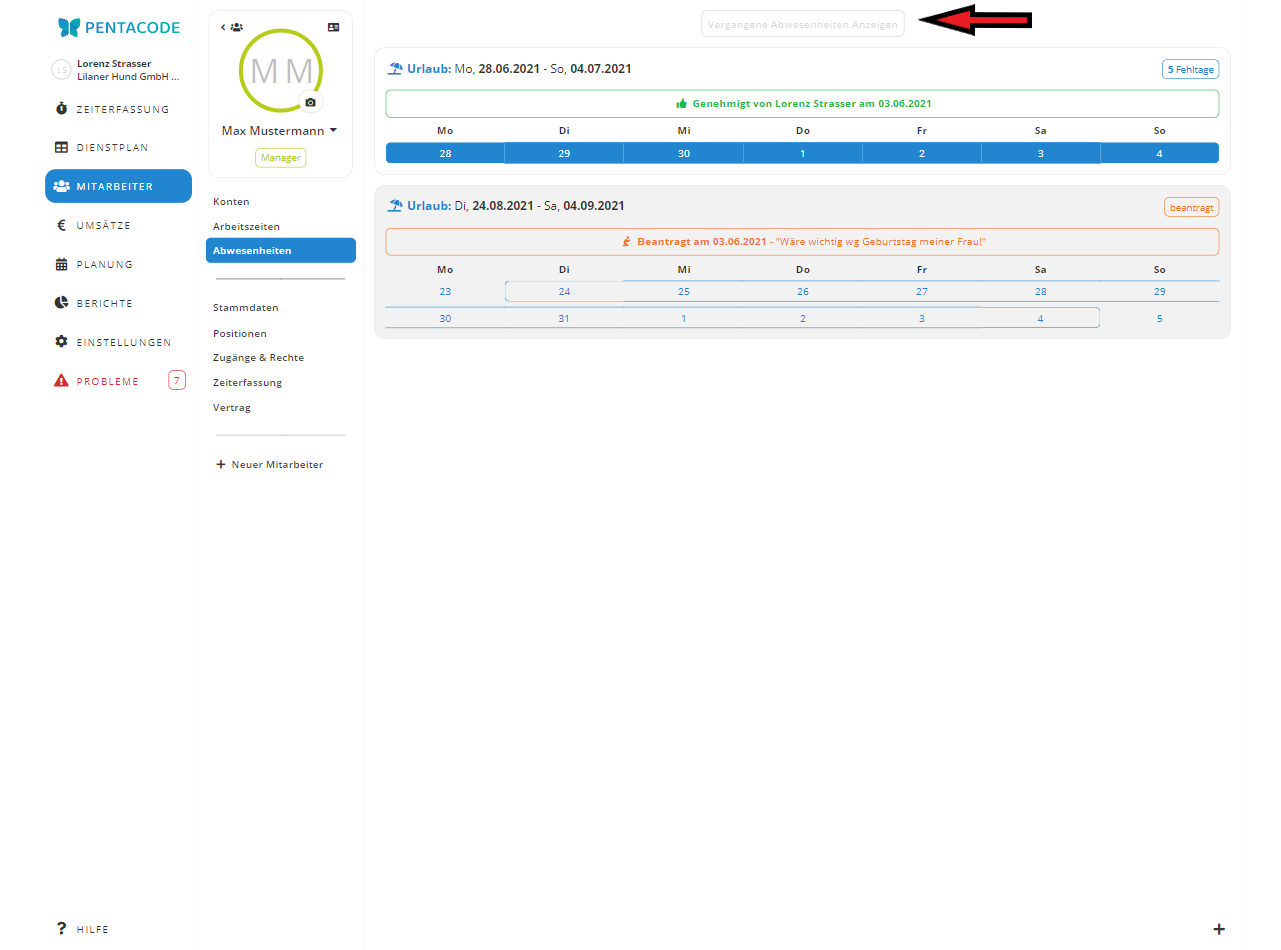 PENTACODE
LS
Lorenz Strasser
Lilaner Hund GmbH ...
ZEITERFASSUNG
DIENSTPLAN
MITARBEITER
€ UMSÄTZE
PLANUNG
BERICHTE
EINSTELLUNGEN
PROBLEME 7
? HILFE
MM
Max Mustermann
Manager
Konten
Arbeitszeiten
Abwesenheiten
Stammdaten
Positionen
Zugänge & Rechte
Zeiterfassung
Vertrag
+ Neuer Mitarbeiter
Vergangene Abwesenheiten Anzeigen
Urlaub: Mo, 28.06.2021 - So, 04.07.2021 5 Fehltage
Genehmigt von Lorenz Strasser am 03.06.2021
Mo Di Mi Do Fr Sa So
28 29 30 1 2 3 4
Urlaub: Di, 24.08.2021 - Sa, 04.09.2021 beantragt
Beantragt am 03.06.2021 - "Wäre wichtig wg Geburtstag meiner Frau!"
Mo Di Mi Do Fr Sa So
23 24 25 26 27 28 29
30 31 1 2 3 4 5
+